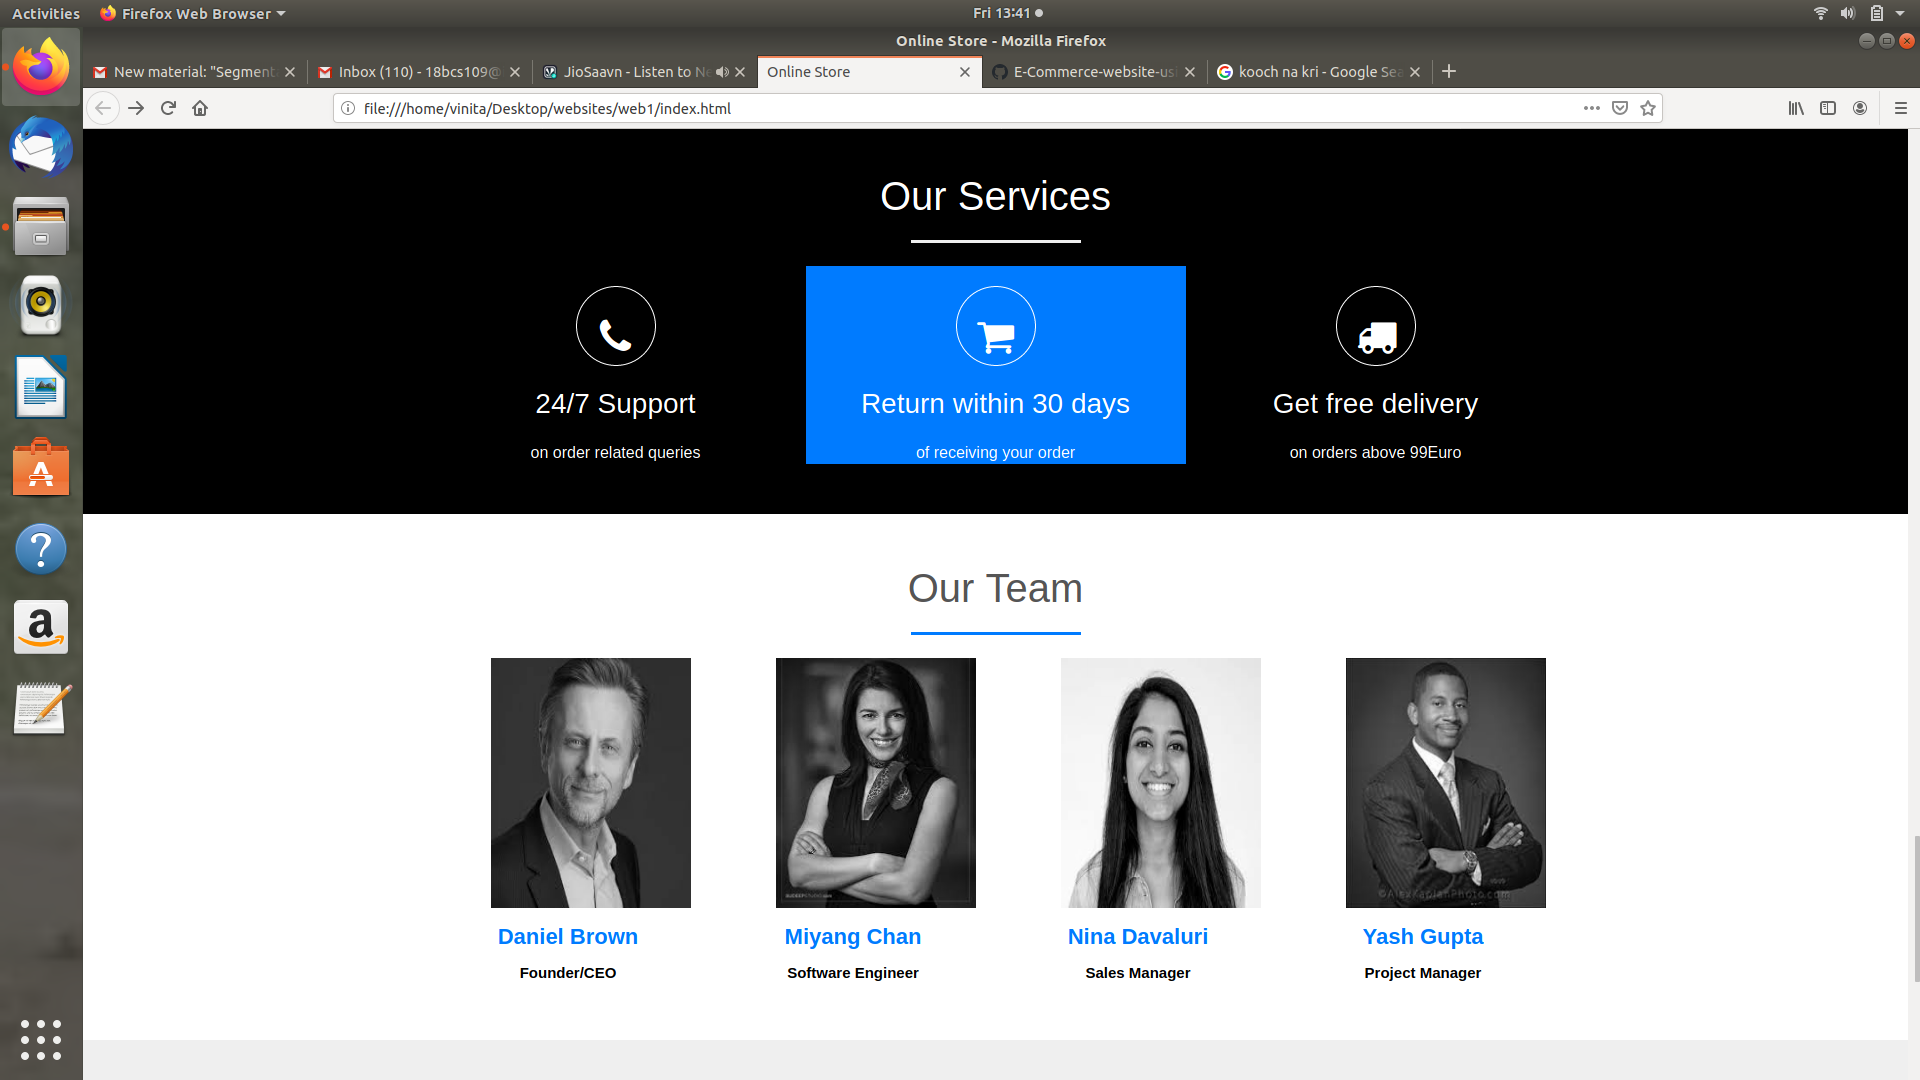 Activities Firefox Web Browser Fri 13:41
Online Store - Mozilla Firefox
New material: "Segment Inbox (110) - 18bcs109@ JioSaavn - Listen to Ne Online Store E-Commerce-website-usi kooch na kri - Google Sea
file:///home/vinita/Desktop/websites/web1/index.html
Our Services
24/7 Support Return within 30 days Get free delivery
on order related queries of receiving your order on orders above 99Euro
Our Team
©AlexKaplanPhoto.com
Daniel Brown Miyang Chan Nina Davaluri Yash Gupta
Founder/CEO Software Engineer Sales Manager Project Manager